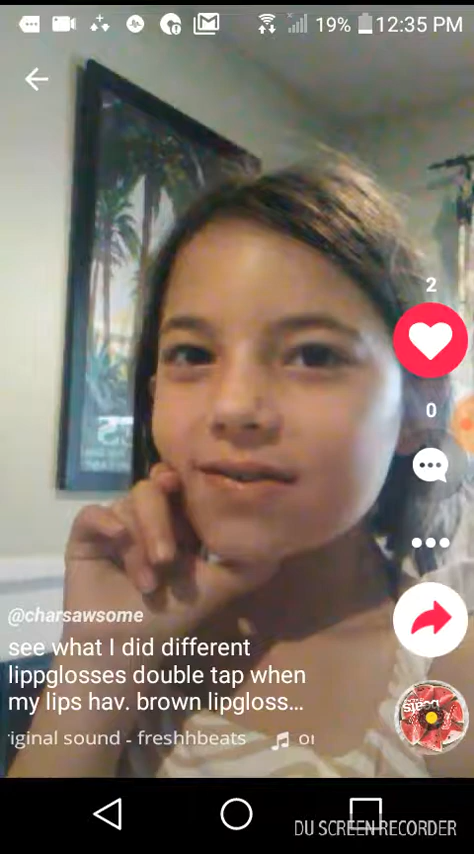 19% 12:35 PM
2
0
@charsawsome
see what I did different
lippglosses double tap when
my lips hav. brown lipgloss...
riginal sound - freshhbeats
DU SCREEN RECORDER